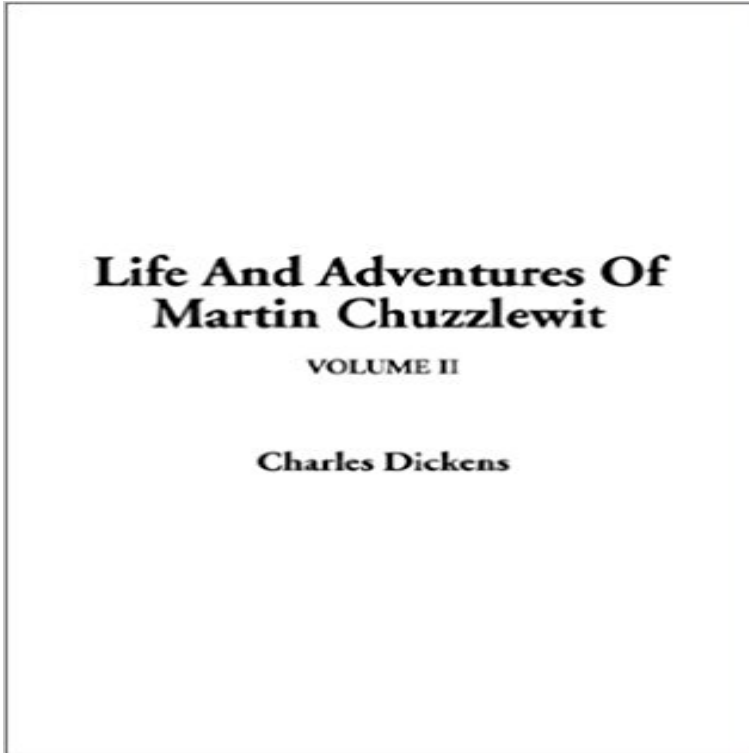 Life And Adventures Of
Martin Chuzzlewit
VOLUME II
Charles Dickens